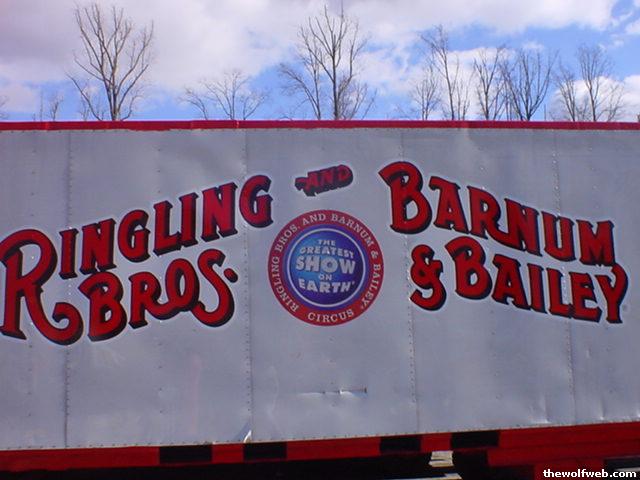 RINGLING
BROS.
AND
BARNUM
& BAILEY
RINGLING BROS. AND BARNUM & BAILEY
CIRCUS
THE
GREATEST
SHOW
ON
EARTH
thewolfweb.com